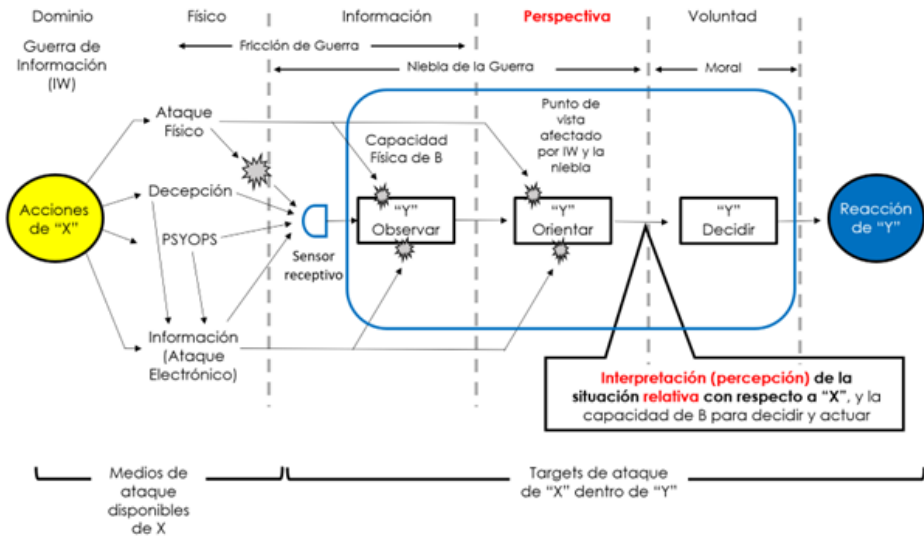 Dominio
Físico
Información
Perspectiva
Voluntad
Guerra de
Información
(IW)
Fricción de Guerra
Niebla de la Guerra
Moral
Ataque
Físico
Capacidad
Física de B
Punto de
vista
afectado
por IW y la
niebla
Acciones
de "X"
Decepción
PSYOPS
Sensor
receptivo
"Y"
Observar
"Y"
Orientar
"Y"
Decidir
Reacción
de "Y"
Información
(Ataque
Electrónico)
Interpretación (percepción) de la
situación relativa con respecto a "X", y la
capacidad de B para decidir y actuar
Medios de
ataque
disponibles
de X
Targets de ataque
de "X" dentro de "Y"